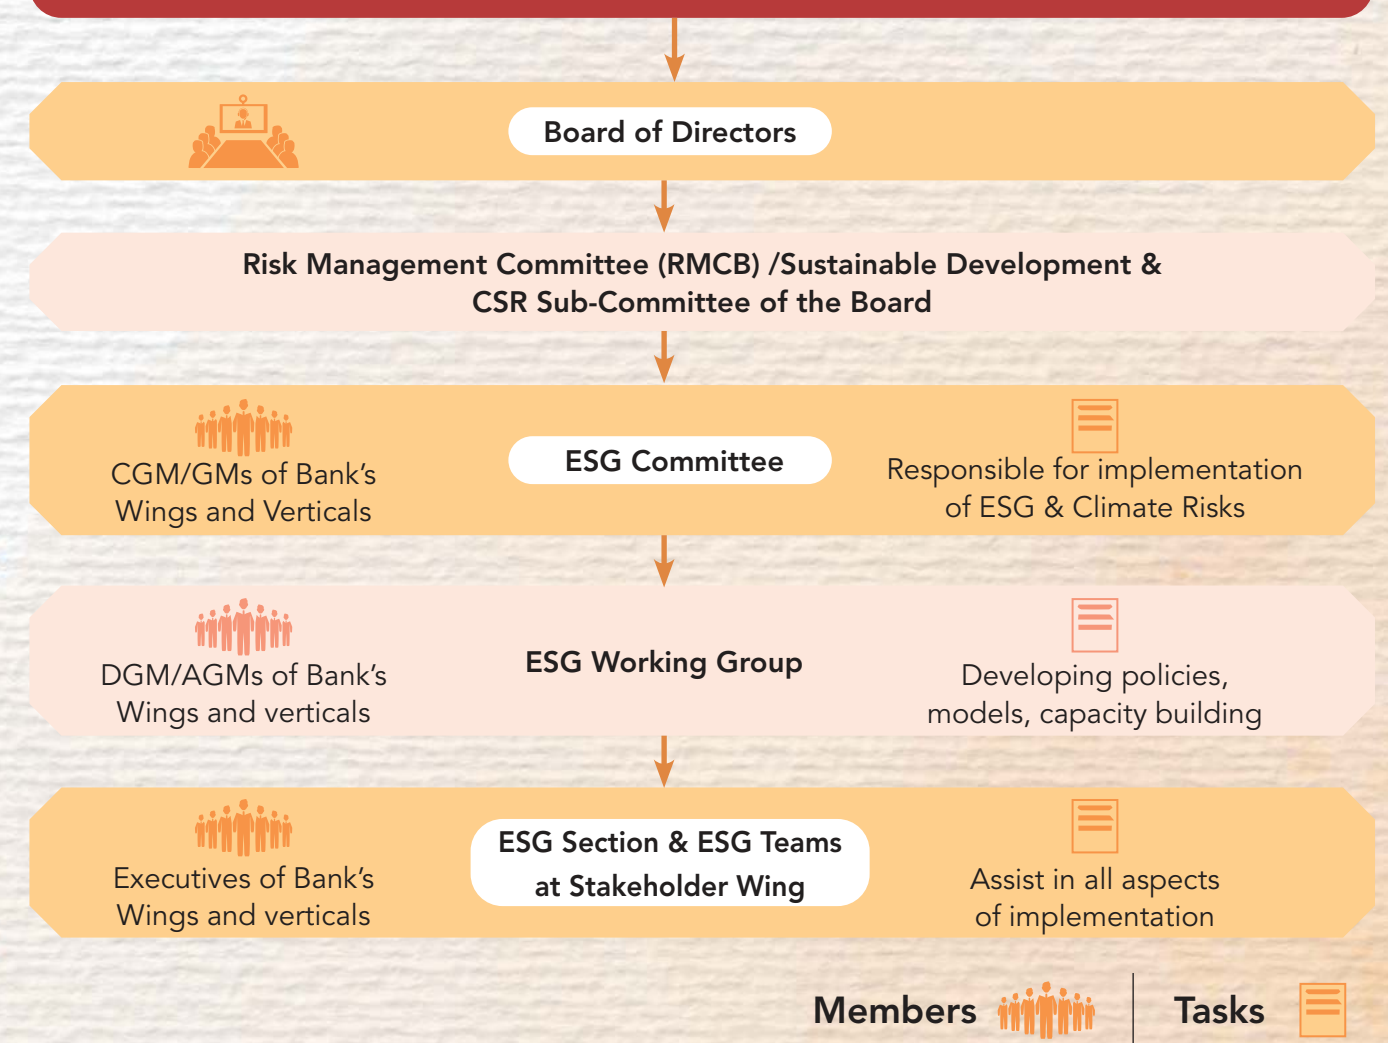 Board of Directors
Risk Management Committee (RMCB) /Sustainable Development &
CSR Sub-Committee of the Board
CGM/GMs of Bank's
Wings and Verticals
ESG Committee
Responsible for implementation
of ESG & Climate Risks
DGM/AGMs of Bank's
Wings and verticals
ESG Working Group
Developing policies,
models, capacity building
Executives of Bank's
Wings and verticals
ESG Section & ESG Teams
at Stakeholder Wing
Assist in all aspects
of implementation
Members
Tasks